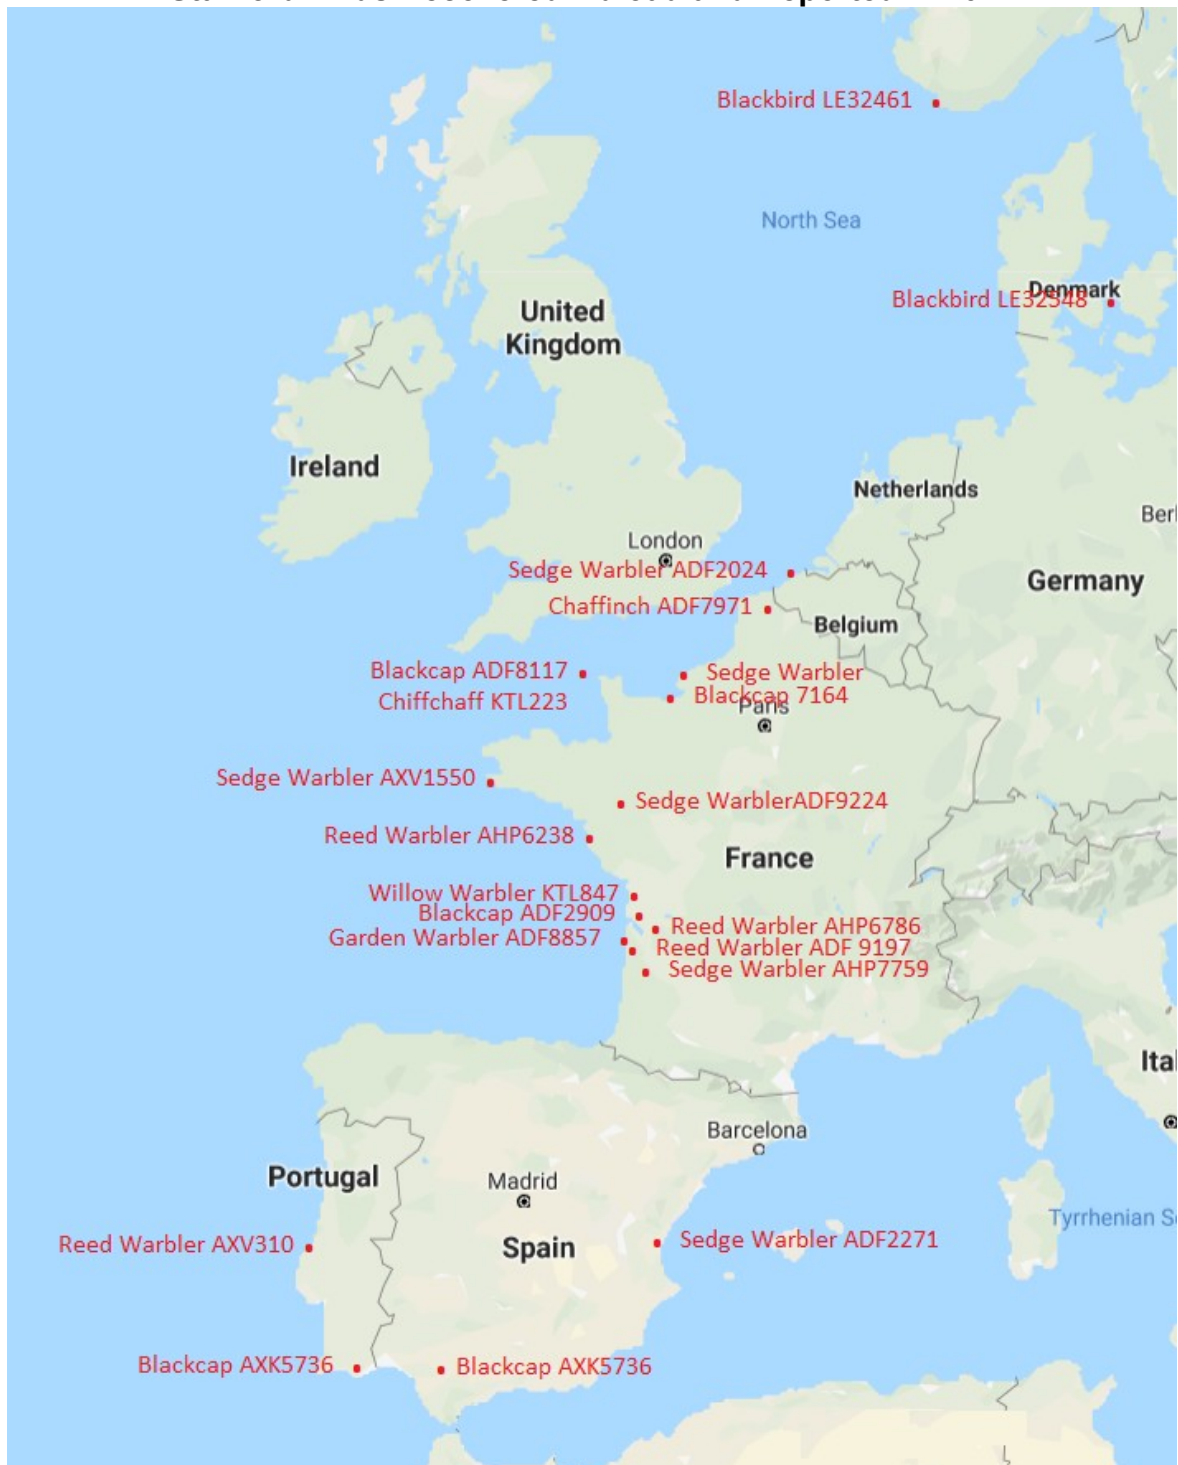 Blackbird LE32461
North Sea
Denmark
Blackbird LE32548
United
Kingdom
Ireland
Netherlands
London
Sedge Warbler ADF2024
Germany
Chaffinch ADF7971
Belgium
Blackcap ADF8117
Sedge Warbler
Chiffchaff KTL223
Blackcap 7164
Paris
Sedge Warbler AXV1550
Sedge WarblerADF9224
Reed Warbler AHP6238
France
Willow Warbler KTL847
Blackcap ADF2909
Reed Warbler AHP6786
Garden Warbler ADF8857
Reed Warbler ADF 9197
Sedge Warbler AHP7759
Barcelona
Portugal
Madrid
Reed Warbler AXV310
Spain
Sedge Warbler ADF2271
Tyrrhenian
Blackcap AXK5736
Blackcap AXK5736